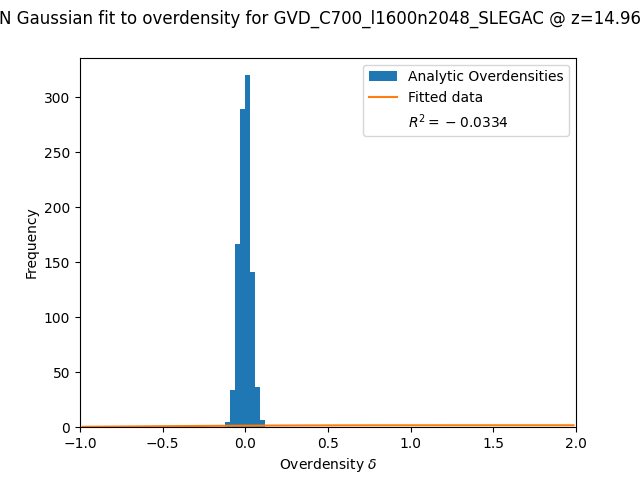 N Gaussian fit to overdensity for GVD_C700_l1600n2048_SLEGAC @ z=14.96
Analytic Overdensities
Fitted data
R² = − 0.0334
Frequency
300
250
200
150
100
50
0
−1.0 −0.5 0.0 0.5 1.0 1.5 2.0
Overdensity δ